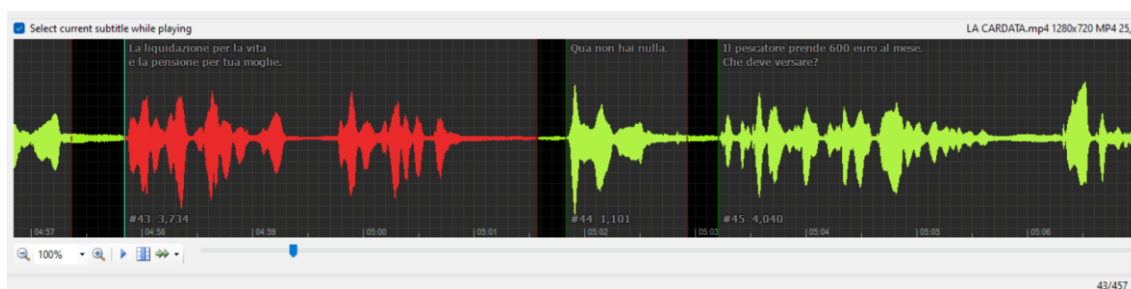 Select current subtitle while playing
LA CARDATA.mp4 1280x720 MP4 25,
La liquidazione per la vita
e la pensione per tua moglie.
Qua non hai nulla.
Il pescatore prende 600 euro al mese.
Che deve versare?
#43 3,734
#44 1,101
#45 4,040
04:57
04:58
04:59
05:00
05:01
05:02
05:03
05:04
05:05
05:06
100%
43/457